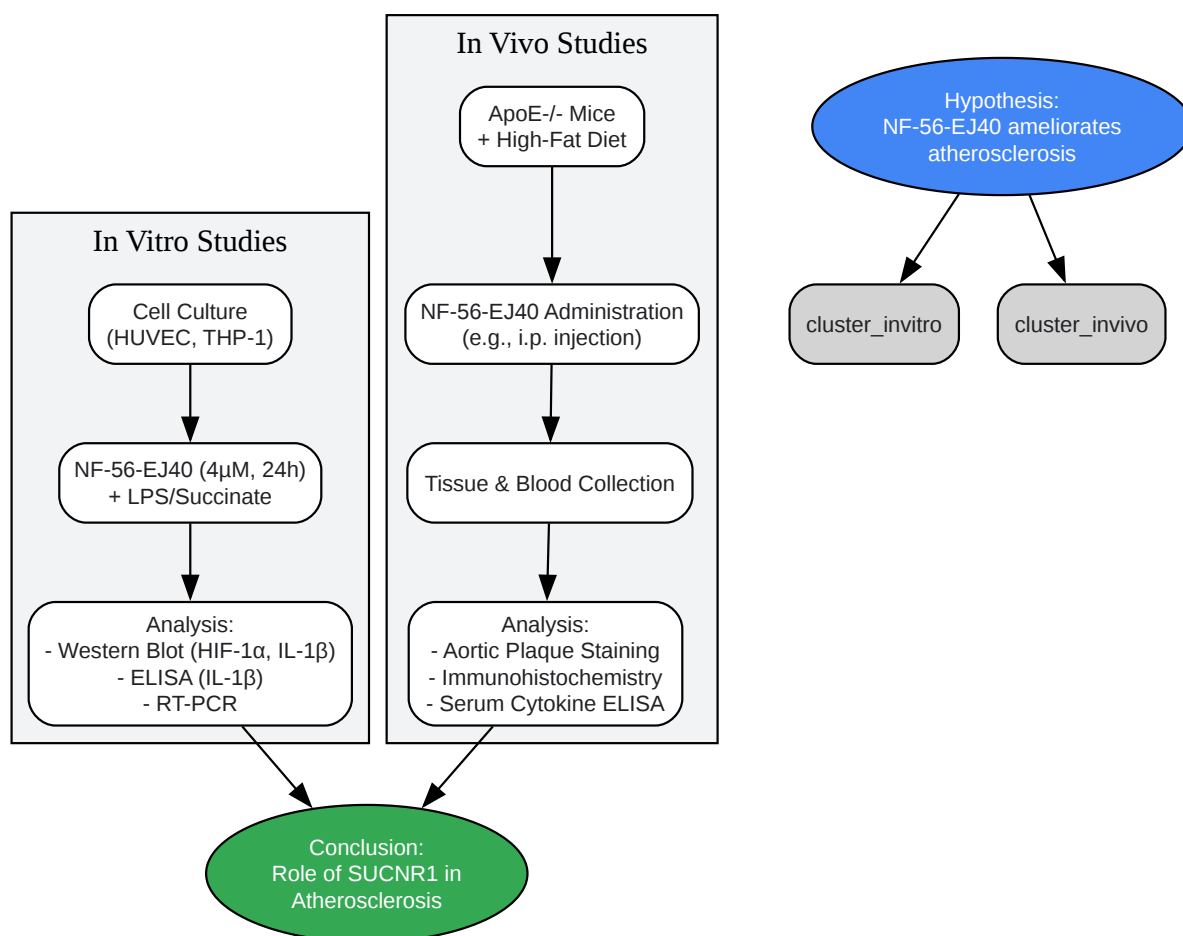 In Vivo Studies
ApoE-/- Mice
+ High-Fat Diet
NF-56-EJ40 Administration
(e.g., i.p. injection)
Tissue & Blood Collection
Analysis:
- Aortic Plaque Staining
- Immunohistochemistry
- Serum Cytokine ELISA
In Vitro Studies
Cell Culture
(HUVEC, THP-1)
NF-56-EJ40 (4µM, 24h)
+ LPS/Succinate
Analysis:
- Western Blot (HIF-1α, IL-1β)
- ELISA (IL-1β)
- RT-PCR
Hypothesis:
NF-56-EJ40 ameliorates
atherosclerosis
cluster_invitro
cluster_invivo
Conclusion:
Role of SUCNR1 in
Atherosclerosis